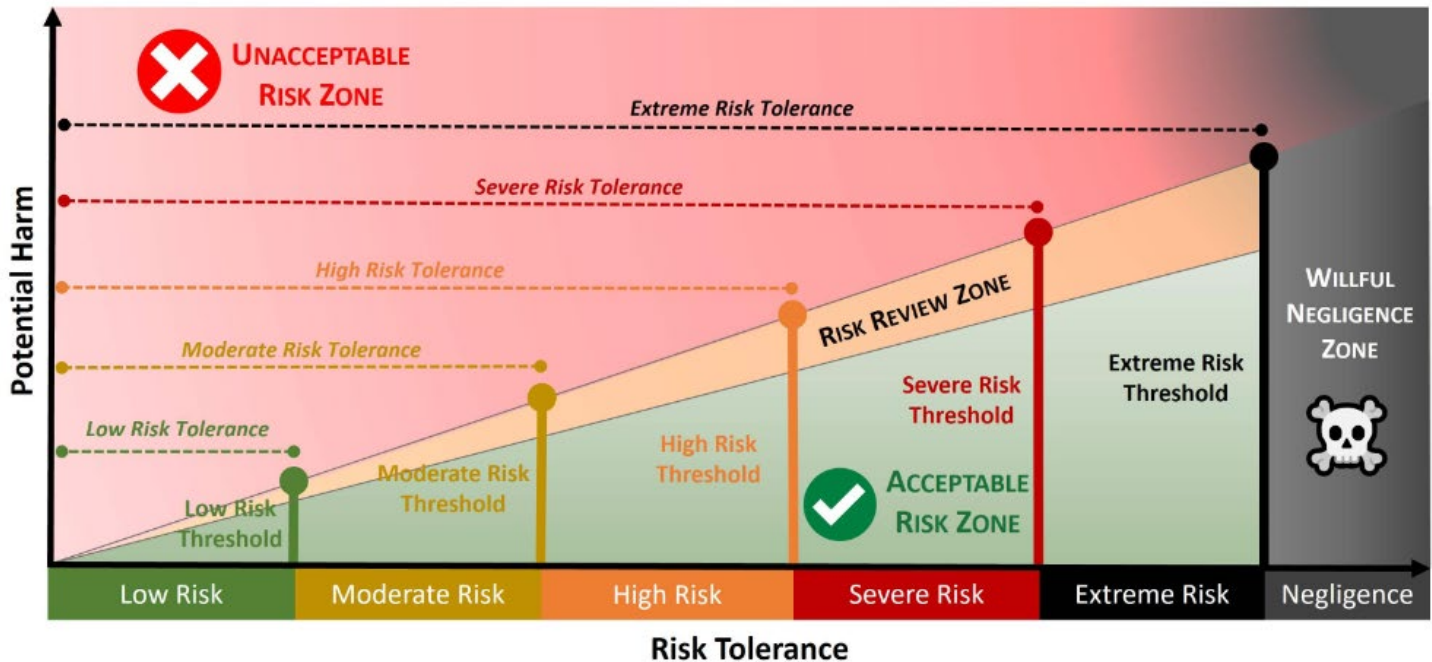 UNACCEPTABLE
RISK ZONE
Extreme Risk Tolerance
Severe Risk Tolerance
High Risk Tolerance
Moderate Risk Tolerance
Low Risk Tolerance
Potential Harm
RISK REVIEW ZONE
WILLFUL
NEGLIGENCE
ZONE
Low Risk
Threshold
Moderate Risk
Threshold
High Risk
Threshold
Severe Risk
Threshold
Extreme Risk
Threshold
ACCEPTABLE
RISK ZONE
Low Risk
Moderate Risk
High Risk
Severe Risk
Extreme Risk
Negligence
Risk Tolerance